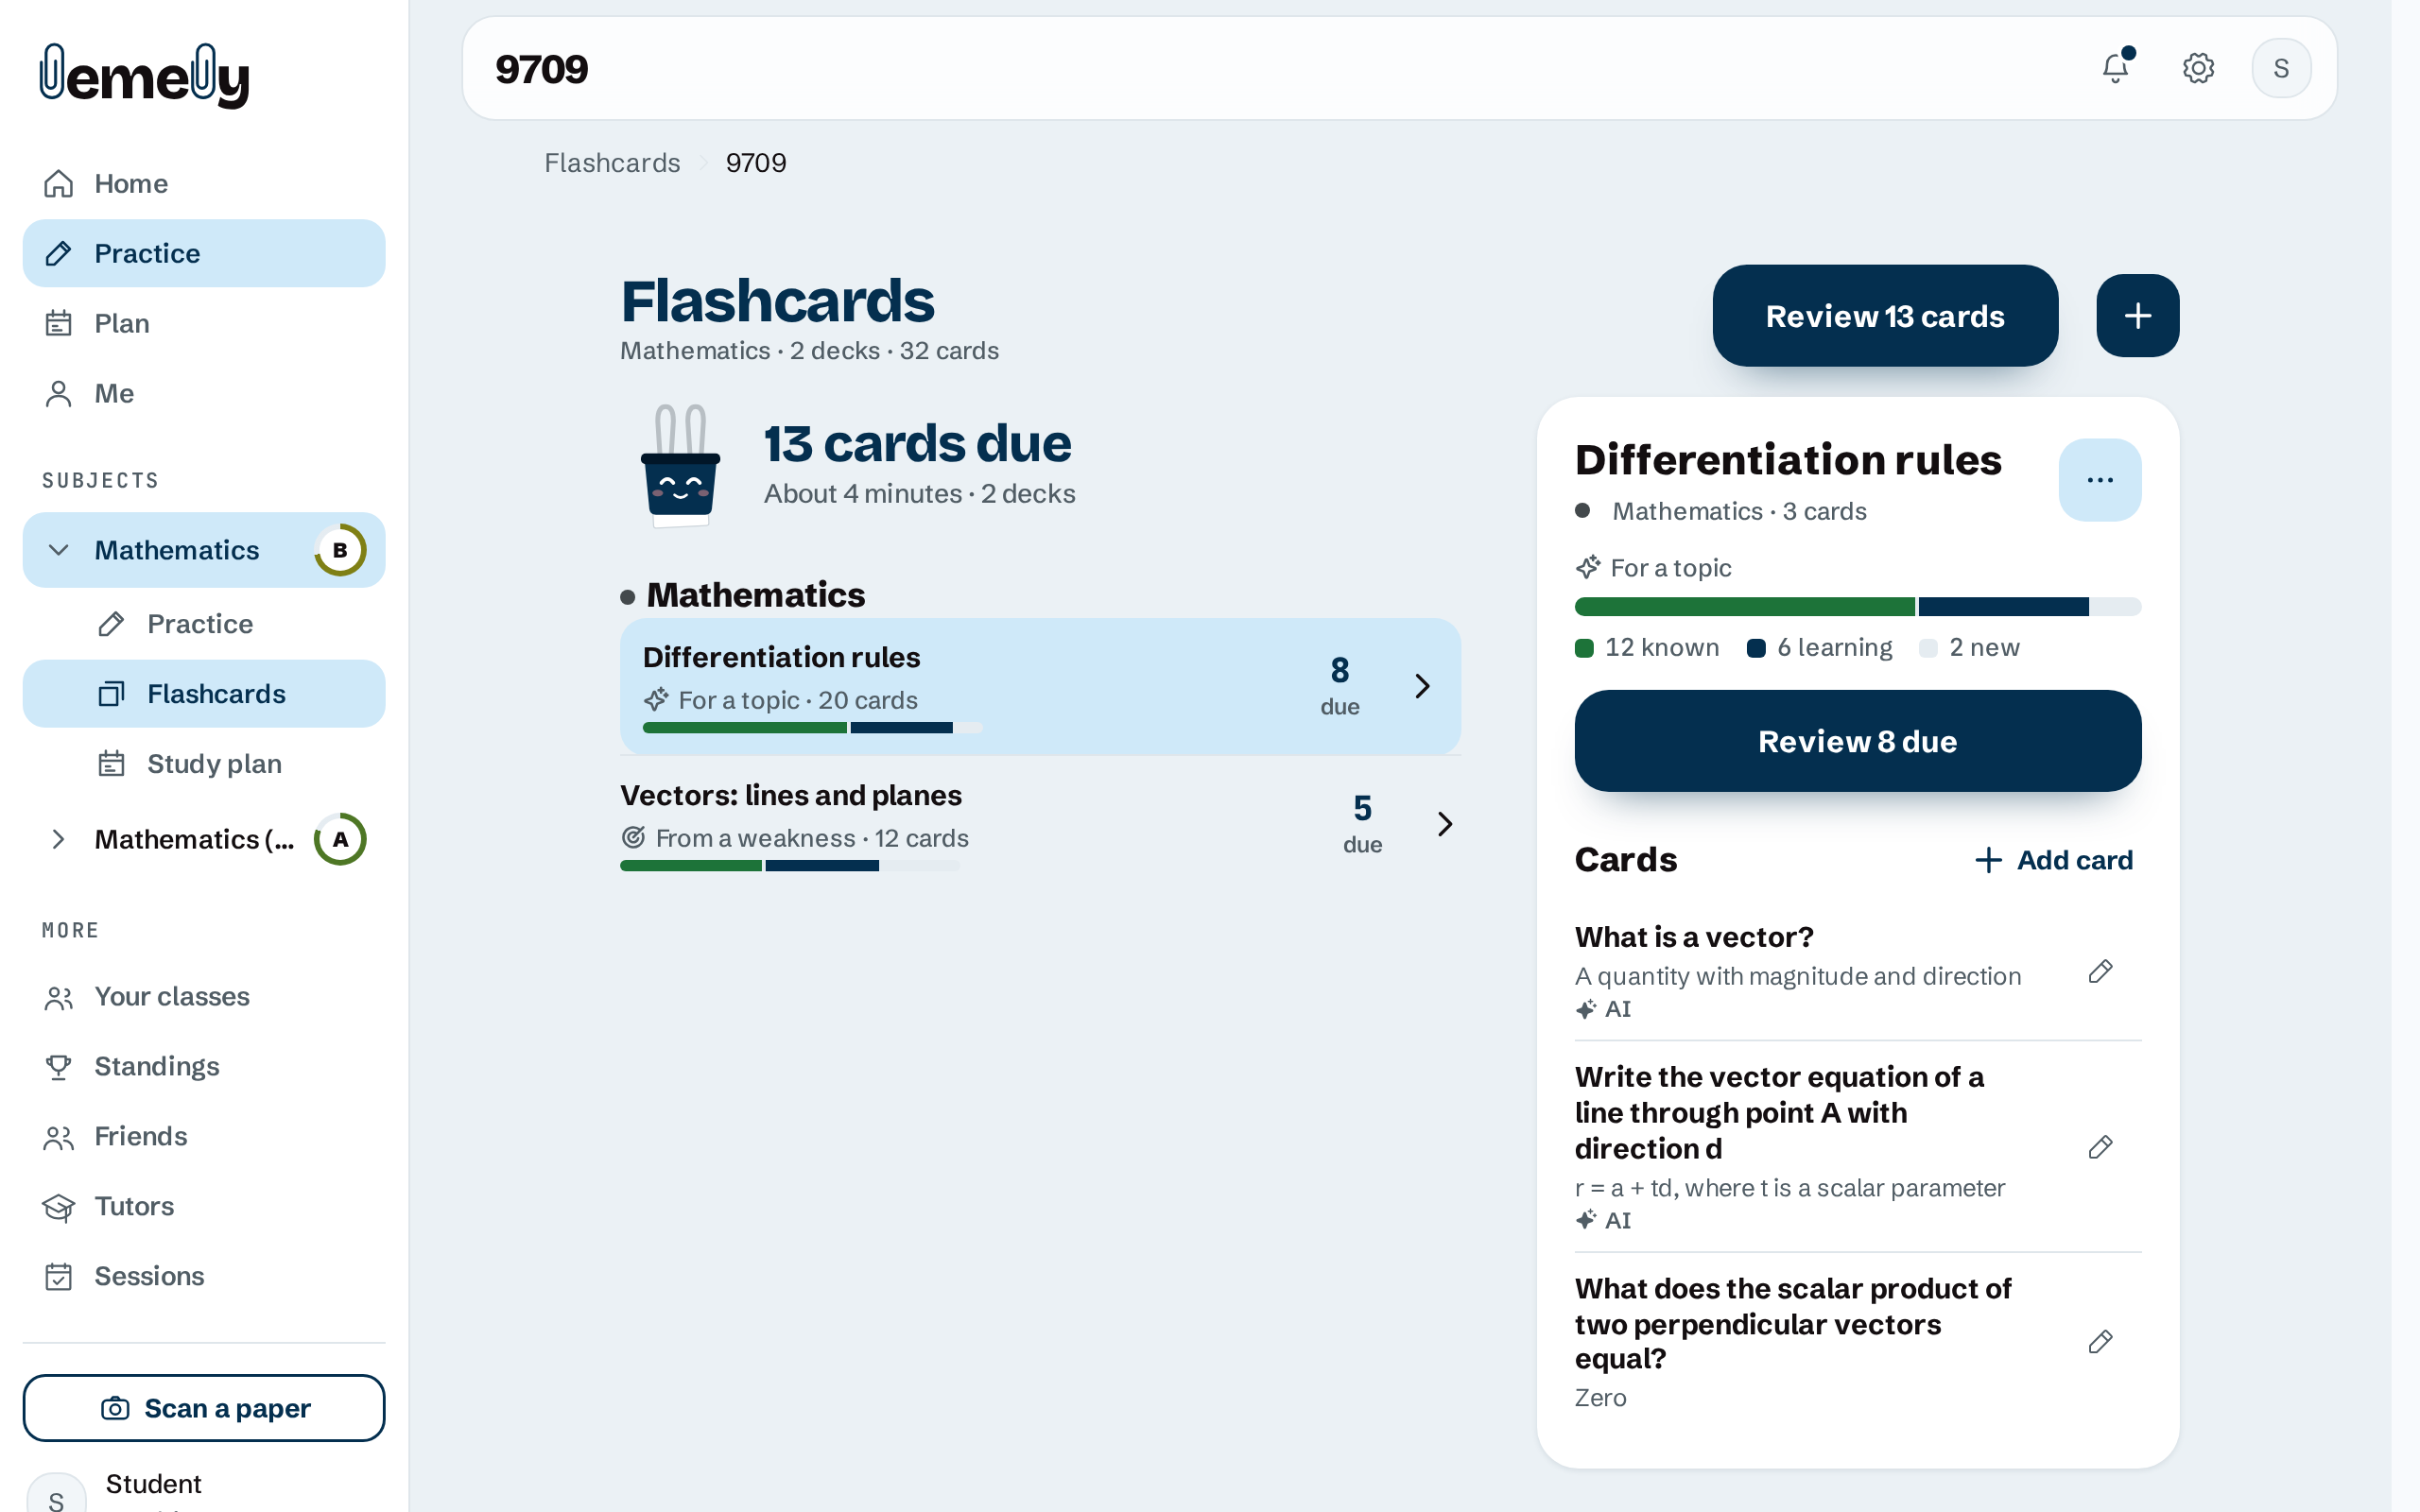 lemely
Home
Practice
Plan
Me
SUBJECTS
Mathematics B
Practice
Flashcards
Study plan
Mathematics (... A
MORE
Your classes
Standings
Friends
Tutors
Sessions
Scan a paper
S Student
9709
S
Flashcards 9709
Flashcards
Mathematics · 2 decks · 32 cards
Review 13 cards
13 cards due
About 4 minutes · 2 decks
Mathematics
Differentiation rules
For a topic · 20 cards
8
due
Vectors: lines and planes
From a weakness · 12 cards
5
due
Differentiation rules
Mathematics · 3 cards
For a topic
12 known 6 learning 2 new
Review 8 due
Cards
Add card
What is a vector?
A quantity with magnitude and direction
AI
Write the vector equation of a
line through point A with
direction d
r = a + td, where t is a scalar parameter
AI
What does the scalar product of
two perpendicular vectors
equal?
Zero